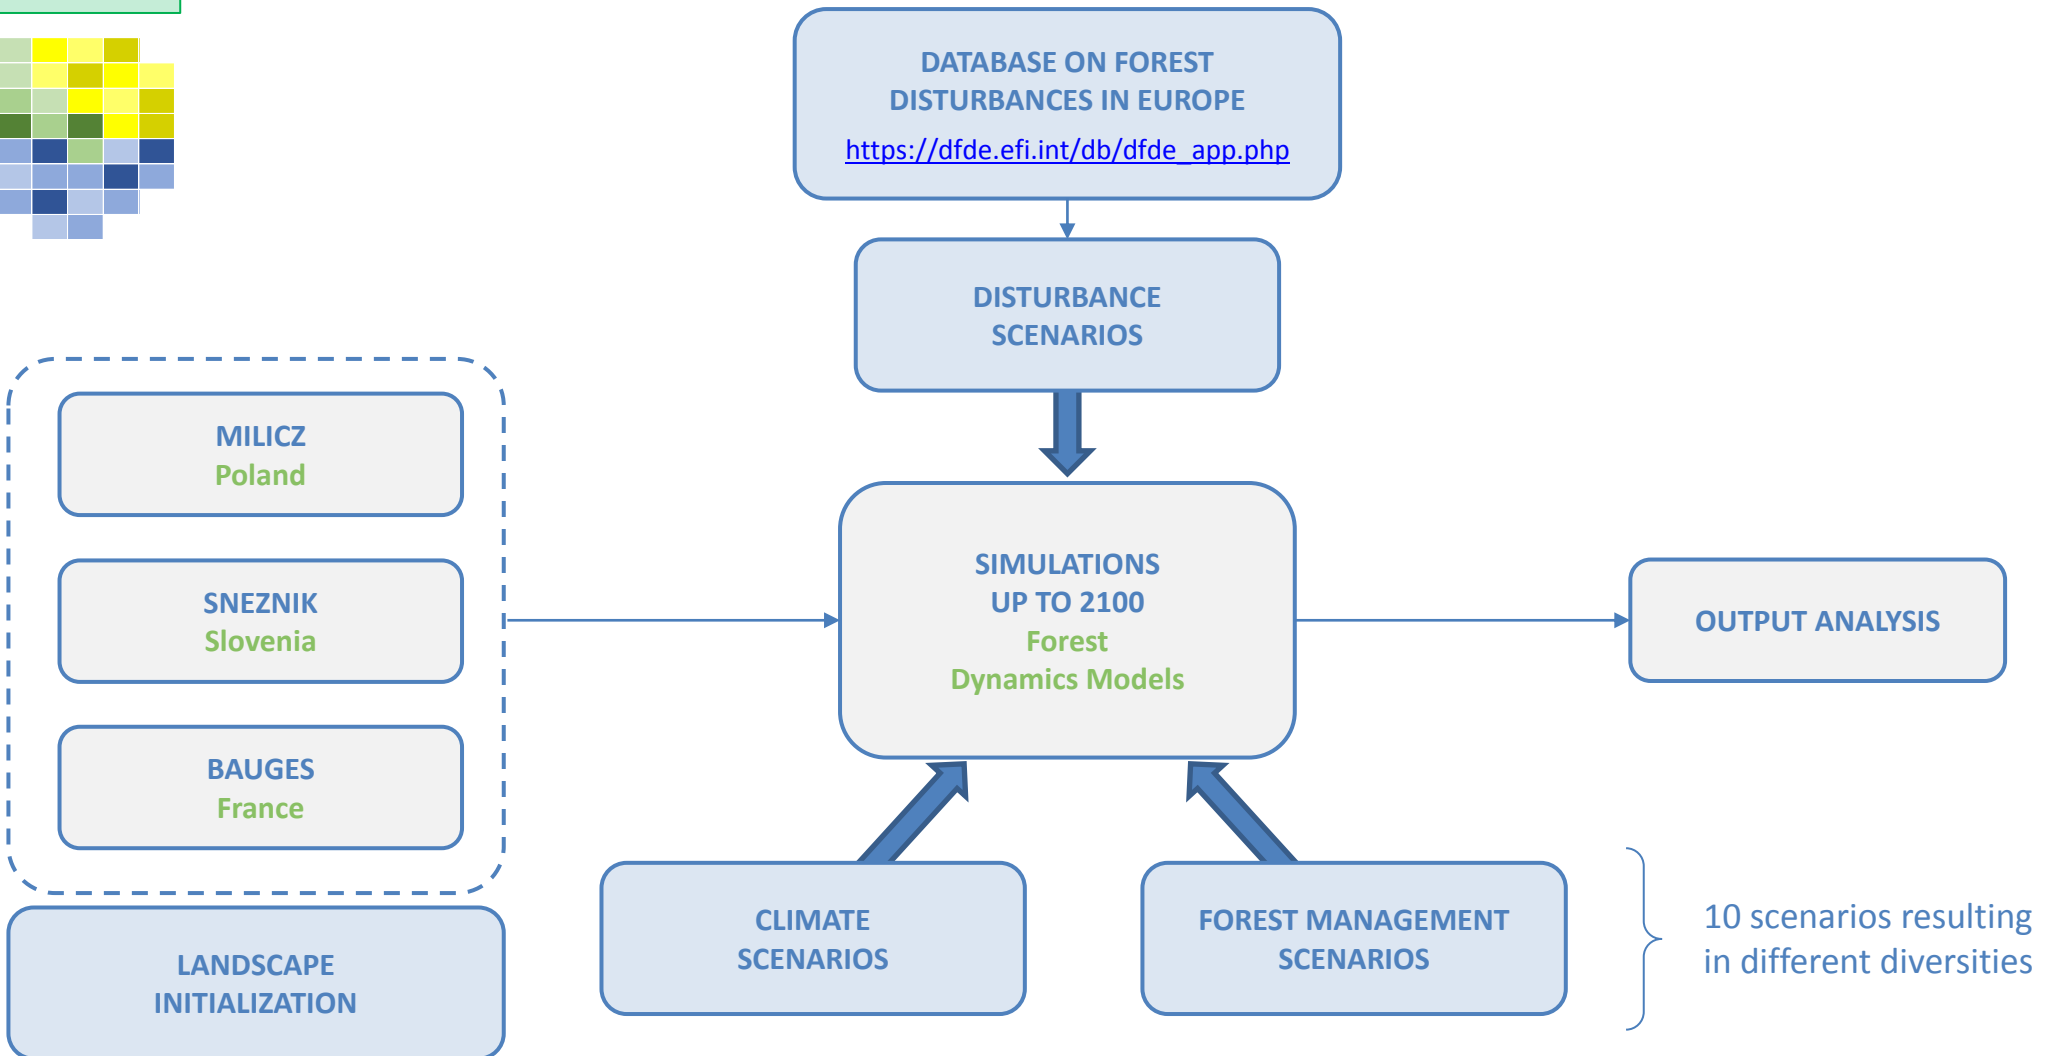 DATABASE ON FOREST
DISTURBANCES IN EUROPE
https://dfde.efi.int/db/dfde_app.php
DISTURBANCE
SCENARIOS
MILICZ
Poland
SNEZNIK
Slovenia
BAUGES
France
LANDSCAPE
INITIALIZATION
SIMULATIONS
UP TO 2100
Forest
Dynamics Models
OUTPUT ANALYSIS
CLIMATE
SCENARIOS
FOREST MANAGEMENT
SCENARIOS
10 scenarios resulting
in different diversities